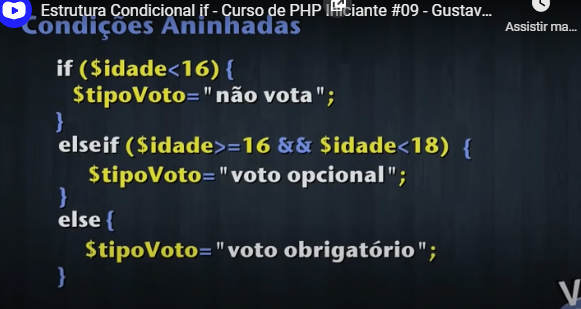 Estrutura Condicional if - Curso de PHP Iniciante #09 - Gustav...
Assistir ma...
Condições Aninhadas
if ($idade<16) {
$tipoVoto="não vota";
}
elseif ($idade>=16 && $idade<18) {
$tipoVoto="voto opcional";
}
else {
$tipoVoto="voto obrigatório";
}
V